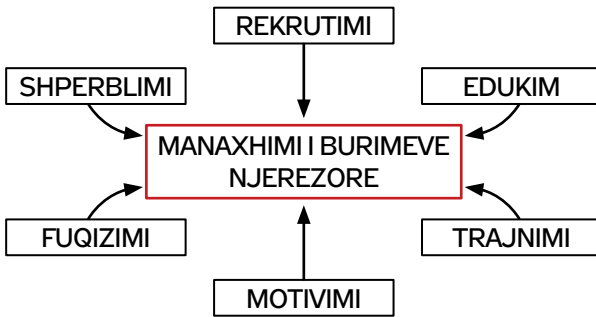 REKRUTIMI
SHPERBLIMI
EDUKIM
MANAXHIMI I BURIMEVE
NJEREZORE
FUQIZIMI
TRAJNIMI
MOTIVIMI